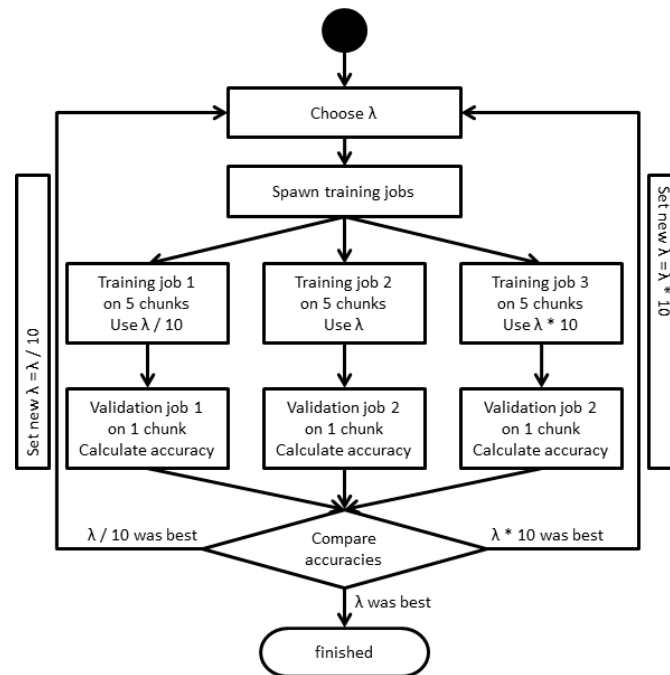 Choose λ
Spawn training jobs
Set new λ = λ / 10
Set new λ = λ * 10
Training job 1
on 5 chunks
Use λ / 10
Training job 2
on 5 chunks
Use λ
Training job 3
on 5 chunks
Use λ * 10
Validation job 1
on 1 chunk
Calculate accuracy
Validation job 2
on 1 chunk
Calculate accuracy
Validation job 2
on 1 chunk
Calculate accuracy
λ / 10 was best
Compare
accuracies
λ * 10 was best
λ was best
finished